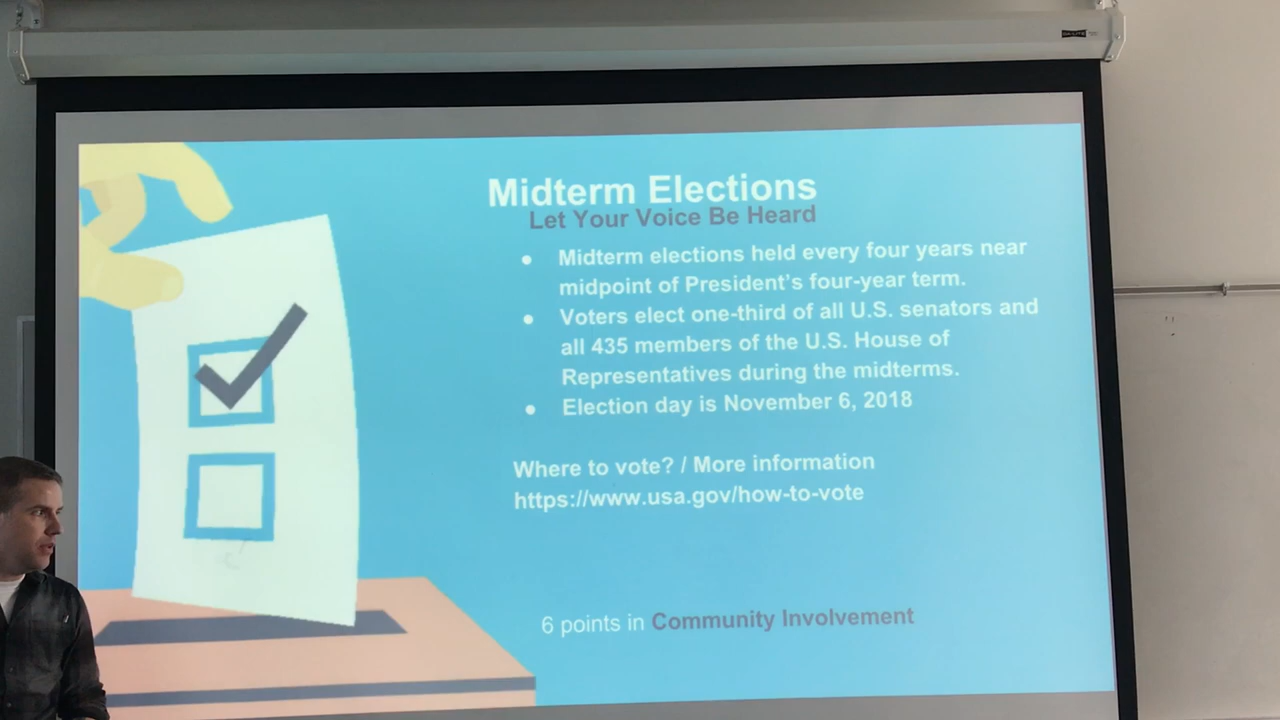 Midterm Elections
Let Your Voice Be Heard
● Midterm elections held every four years near
midpoint of President's four-year term.
● Voters elect one-third of all U.S. senators and
all 435 members of the U.S. House of
Representatives during the midterms.
● Election day is November 6, 2018
Where to vote? / More information
https://www.usa.gov/how-to-vote
6 points in Community Involvement